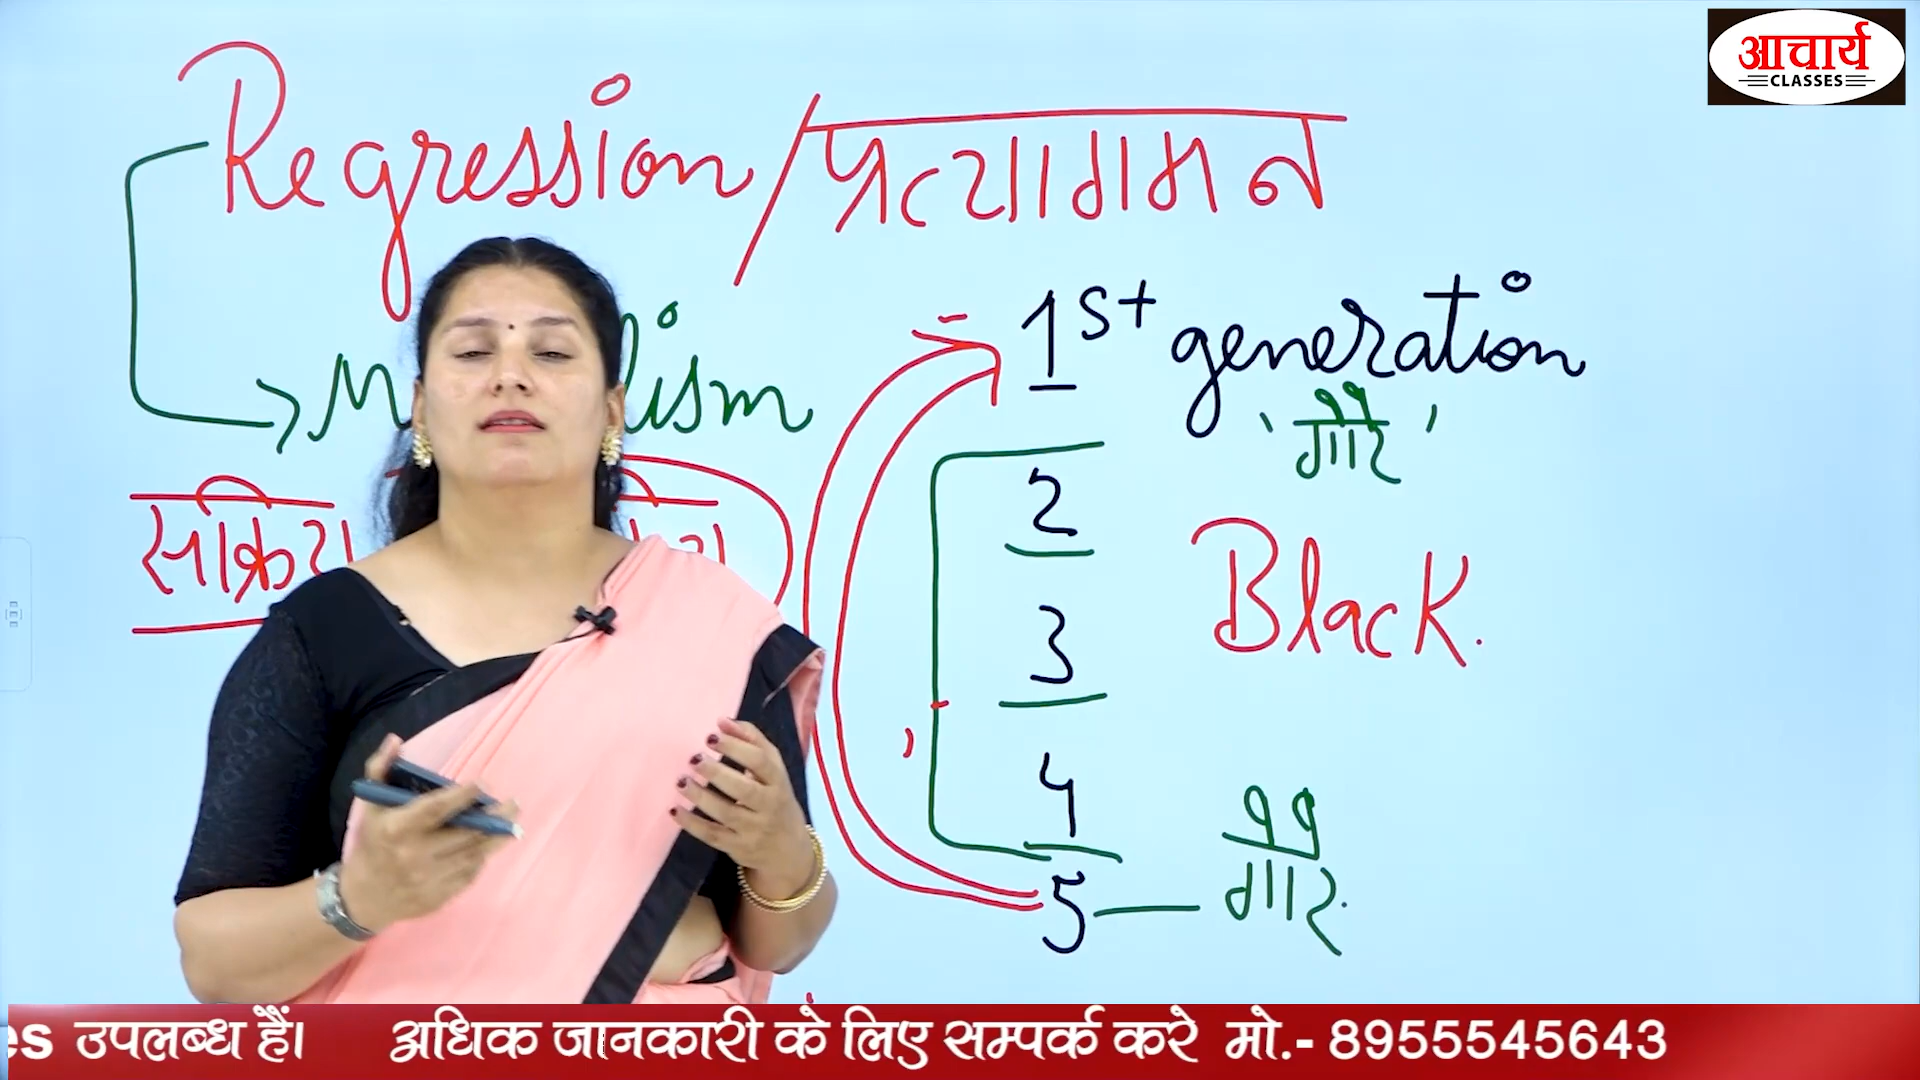 आचार्य
CLASSES
Regression/प्रत्यागमन
1st generation
' गौरे '
2
Black.
3
4
5 — गौरे.
सक्रिय
es उपलब्ध हैं। अधिक जानकारी के लिए सम्पर्क करे मो.- 8955545643